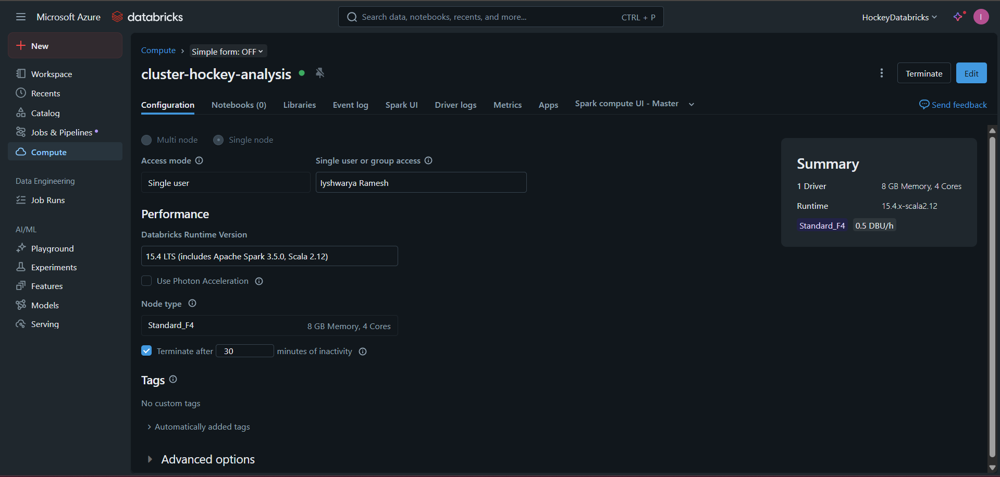 Microsoft Azure databricks
Search data, notebooks, recents, and more... CTRL + P
HockeyDatabricks
I
New
Workspace
Recents
Catalog
Jobs & Pipelines
Compute
Data Engineering
Job Runs
AI/ML
Playground
Experiments
Features
Models
Serving
Compute › Simple form: OFF
cluster-hockey-analysis
Terminate
Edit
Configuration Notebooks (0) Libraries Event log Spark UI Driver logs Metrics Apps Spark compute UI - Master
Send feedback
Multi node Single node
Access mode Single user or group access
Single user Iyshwarya Ramesh
Performance
Databricks Runtime Version
15.4 LTS (includes Apache Spark 3.5.0, Scala 2.12)
Use Photon Acceleration
Node type
Standard_F4 8 GB Memory, 4 Cores
Terminate after 30 minutes of inactivity
Tags
No custom tags
Automatically added tags
Advanced options
Summary
1 Driver 8 GB Memory, 4 Cores
Runtime 15.4.x-scala2.12
Standard_F4 0.5 DBU/h